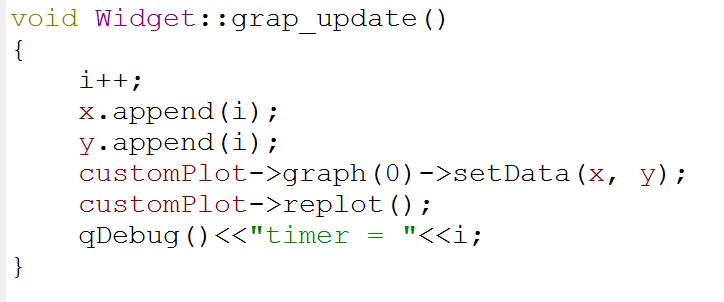 void Widget::grap_update()
{
    i++;
    x.append(i);
    y.append(i);
    customPlot->graph(0)->setData(x, y);
    customPlot->replot();
    qDebug()<<"timer = "<<i;
}